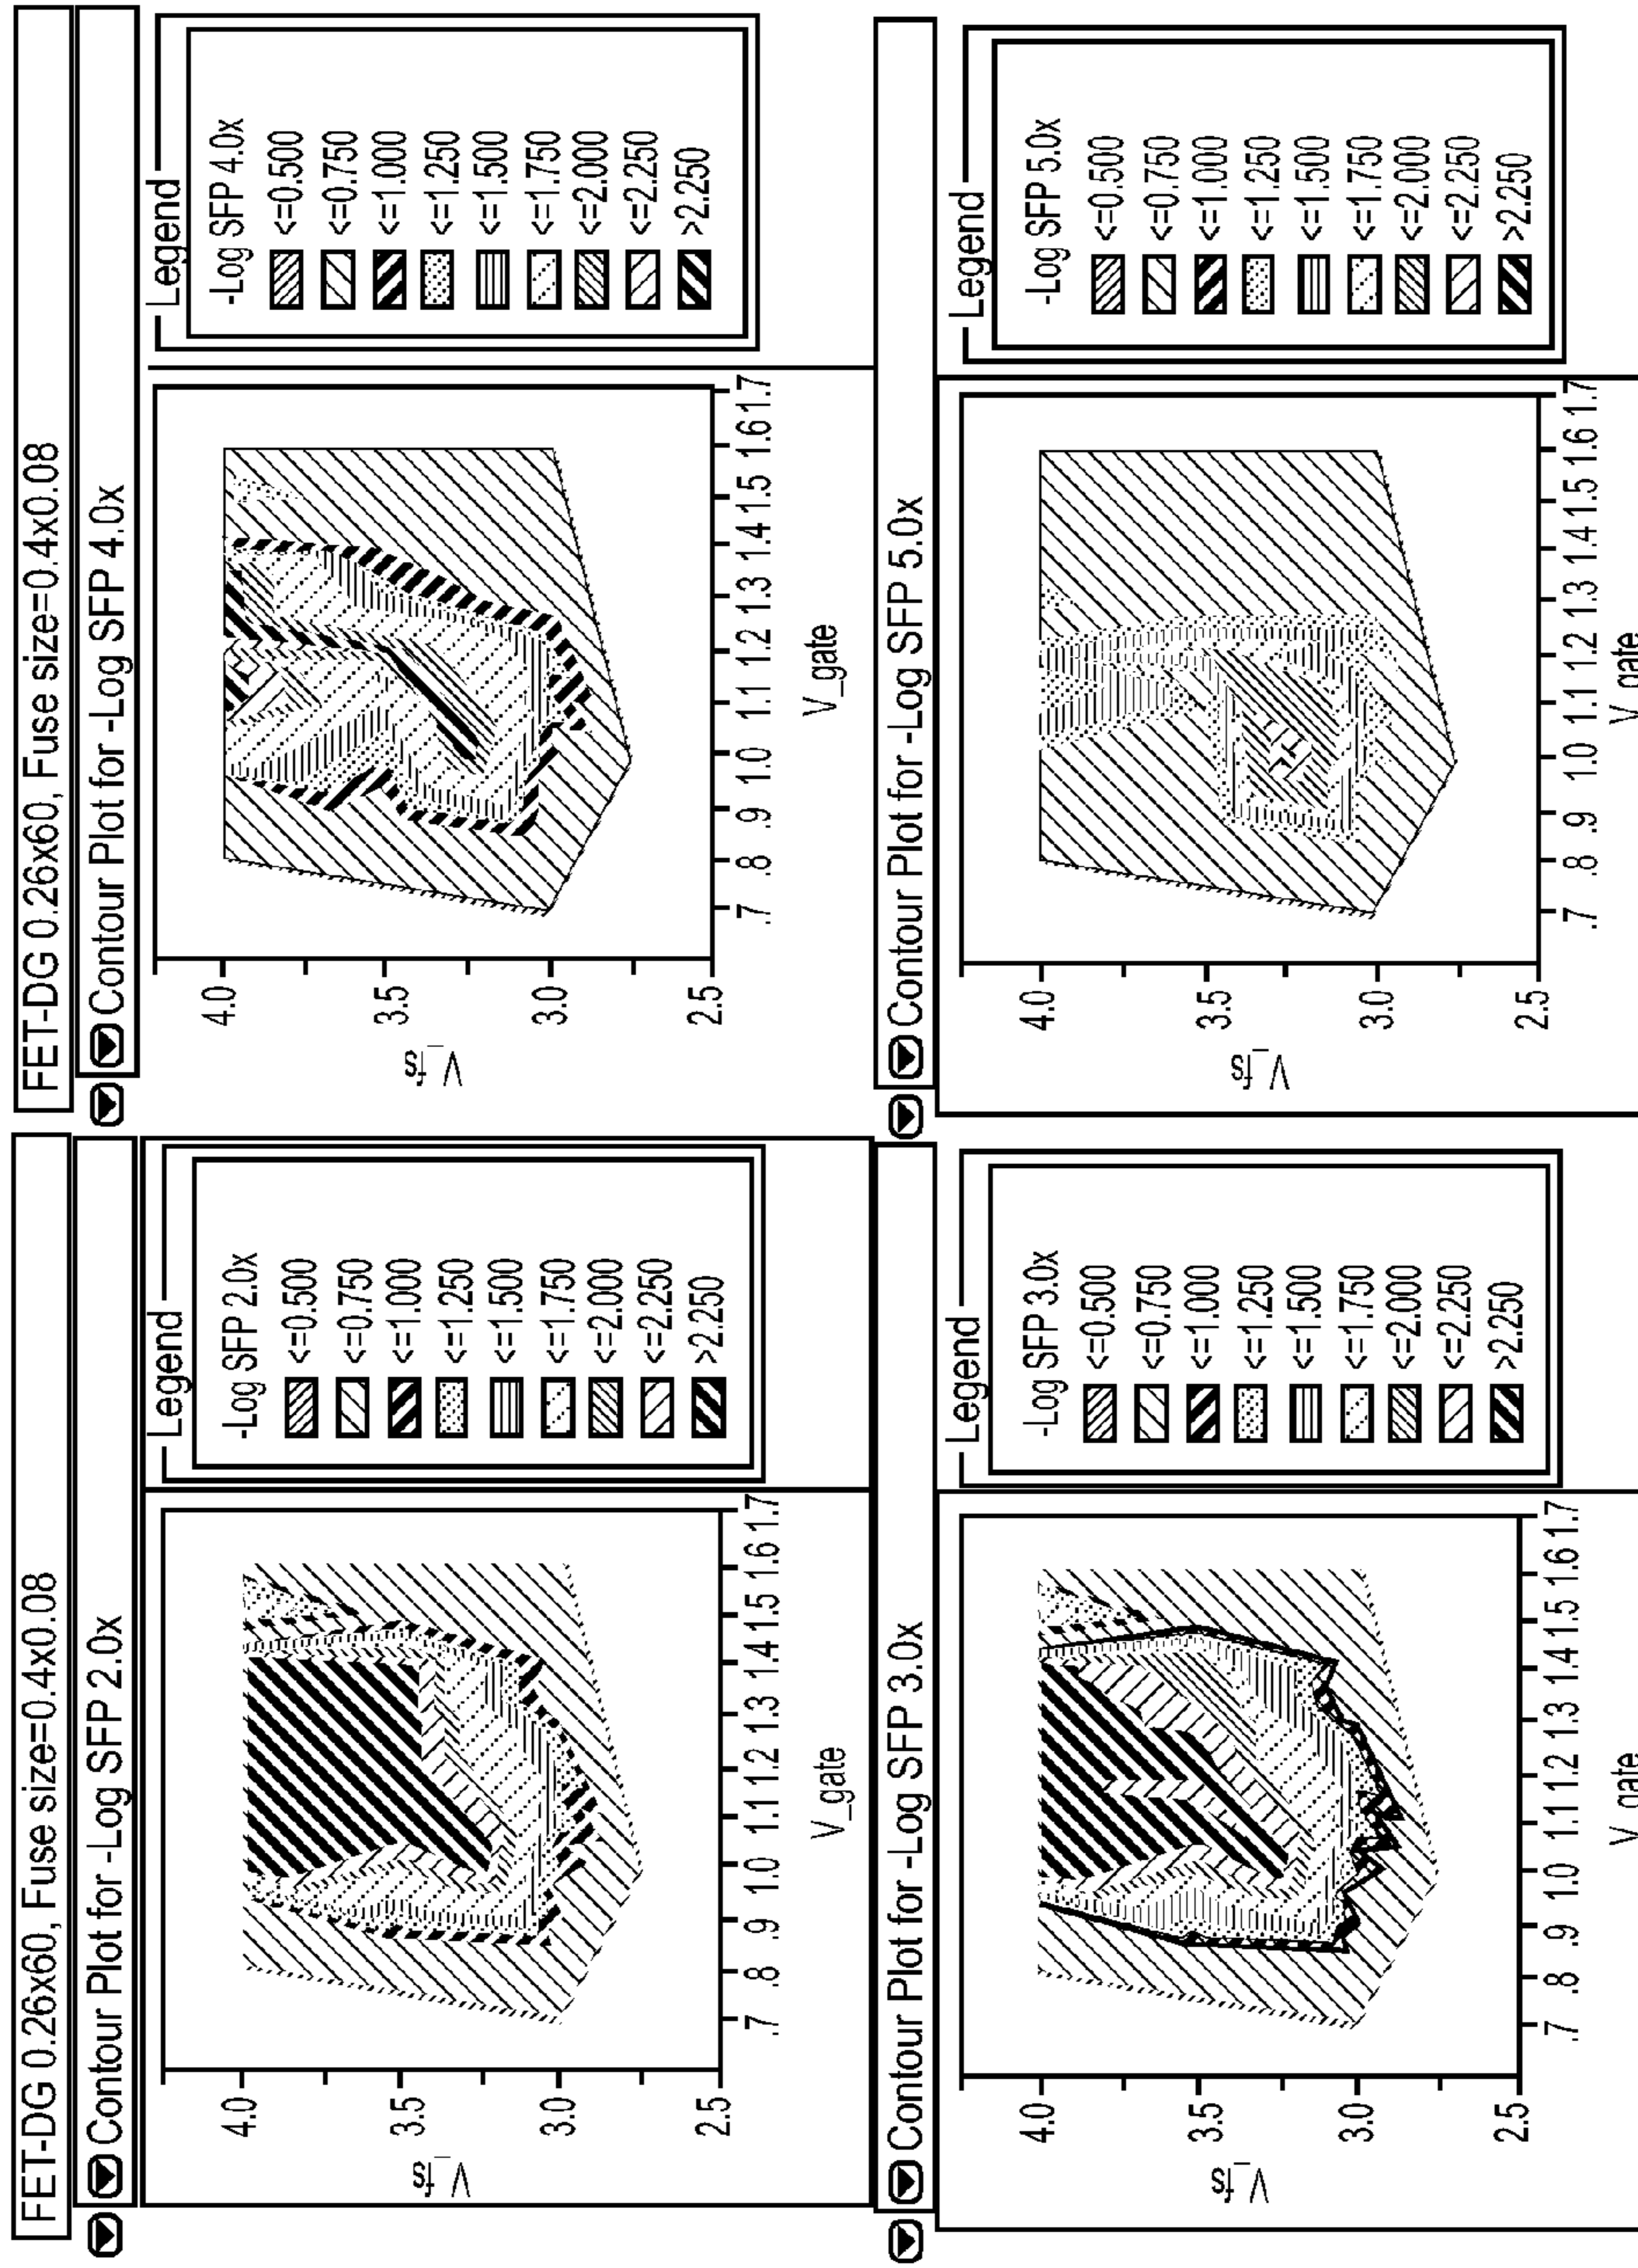 FET-DG 0.26x60, Fuse size=0.4x0.08
Contour Plot for -Log SFP 2.0x
V_fs
4.0
3.5
3.0
2.5
.7 .8 .9 1.0 1.1 1.2 1.3 1.4 1.5 1.6 1.7
V_gate
Legend
-Log SFP 2.0x
<=0.500
<=0.750
<=1.000
<=1.250
<=1.500
<=1.750
<=2.000
<=2.250
>2.250
FET-DG 0.26x60, Fuse size=0.4x0.08
Contour Plot for -Log SFP 4.0x
V_fs
4.0
3.5
3.0
2.5
.7 .8 .9 1.0 1.1 1.2 1.3 1.4 1.5 1.6 1.7
V_gate
Legend
-Log SFP 4.0x
<=0.500
<=0.750
<=1.000
<=1.250
<=1.500
<=1.750
<=2.000
<=2.250
>2.250
Contour Plot for -Log SFP 3.0x
V_fs
4.0
3.5
3.0
2.5
.7 .8 .9 1.0 1.1 1.2 1.3 1.4 1.5 1.6 1.7
V_gate
Legend
-Log SFP 3.0x
<=0.500
<=0.750
<=1.000
<=1.250
<=1.500
<=1.750
<=2.000
<=2.250
>2.250
Contour Plot for -Log SFP 5.0x
V_fs
4.0
3.5
3.0
2.5
.7 .8 .9 1.0 1.1 1.2 1.3 1.4 1.5 1.6 1.7
V_gate
Legend
-Log SFP 5.0x
<=0.500
<=0.750
<=1.000
<=1.250
<=1.500
<=1.750
<=2.000
<=2.250
>2.250